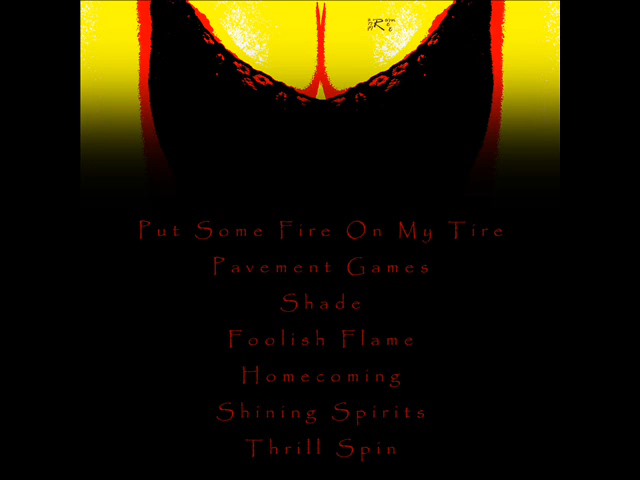 Put Some Fire On My Tire
Pavement Games
Shade
Foolish Flame
Homecoming
Shining Spirits
Thrill Spin